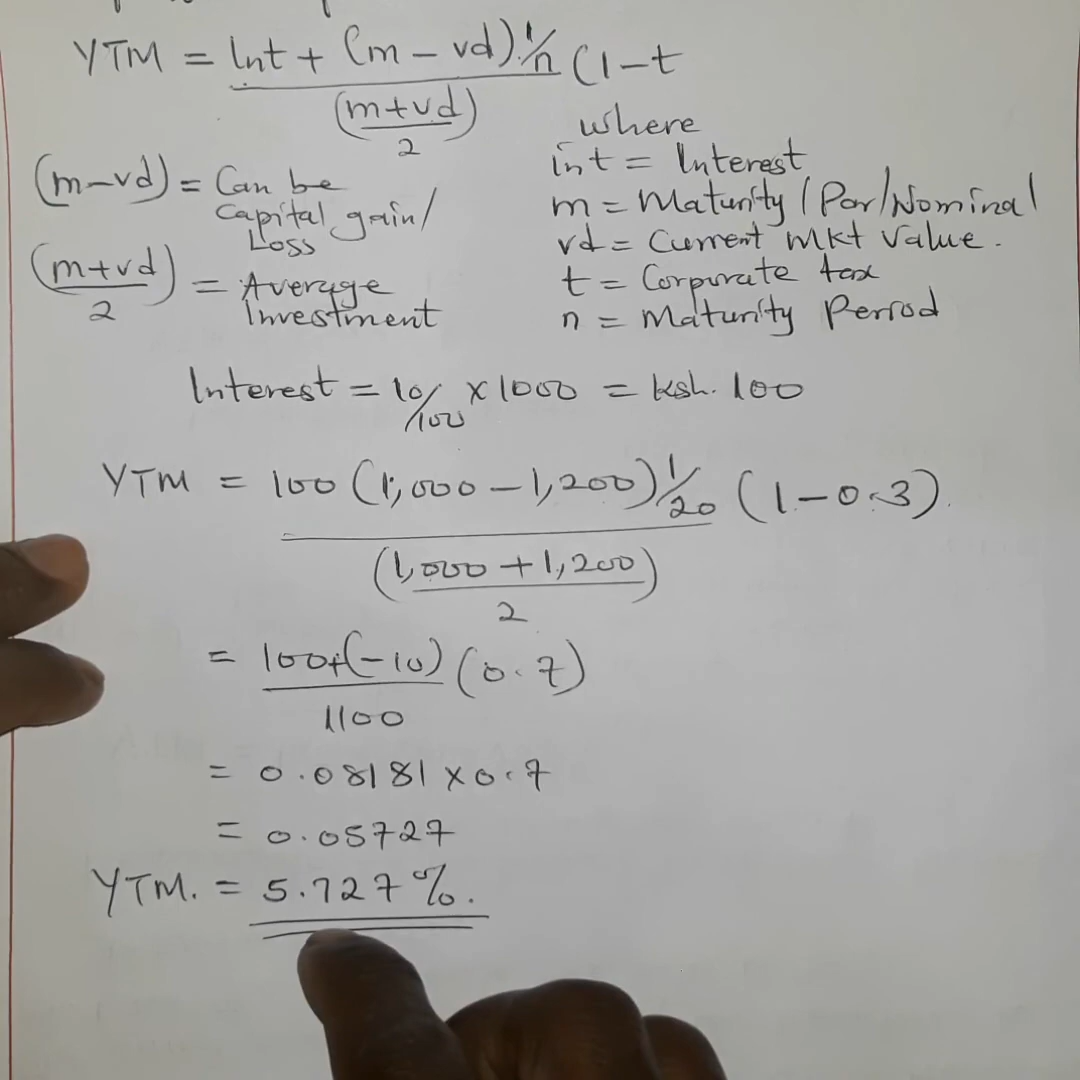 YTM = Int + (m - vd) 1/n (1-t
(m+vd)
2
where
int = Interest
(m-vd) = Can be
capital gain/
Loss
m = Maturity / Par/Nominal
vd = Current mkt Value.
(m+vd) = Average
2
Investment
t = Corporate tax
n = Maturity Period
Interest = 10/100 x 1000 = ksh. 100
YTM = 100 (1,000 - 1,200) 1/20 (1-0.3).
(1,000 + 1,200)
2
= 100+(-10) (0.7)
1100
= 0.08181 x 0.7
= 0.05727
YTM. = 5.727%.